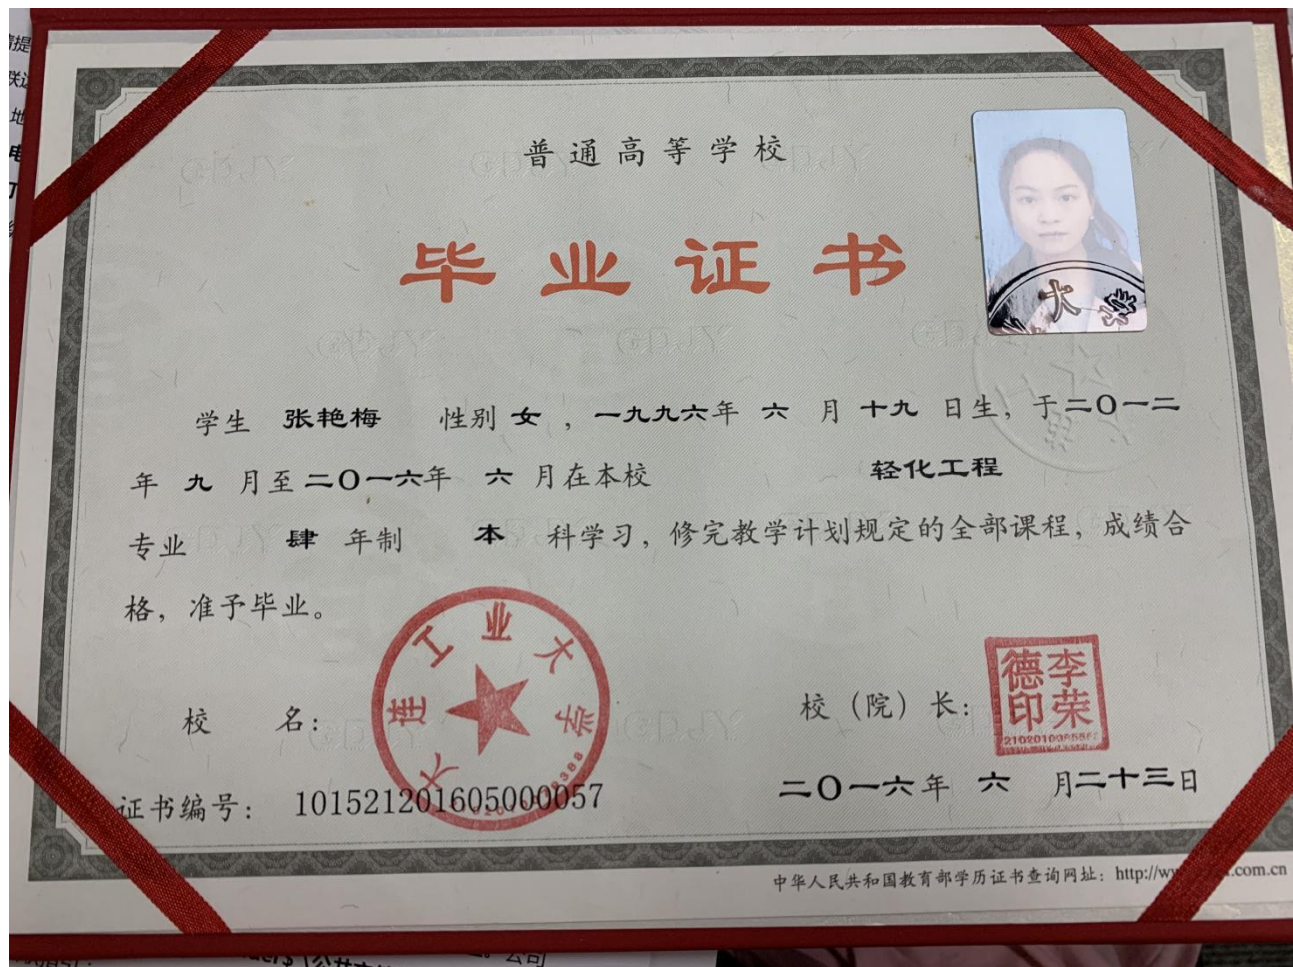 普通高等学校
毕业证书
学生 张艳梅 性别 女 ，一九九六年 六 月 十九 日生，于二〇一二
年 九 月至 二〇一六年 六 月在本校 轻化工程
专业 肆 年制 本 科学习，修完教学计划规定的全部课程，成绩合
格，准予毕业。
大连工业大学
校 名：
校（院）长：
李荣德印
证书编号： 101521201605000057
二〇一六年 六 月二十三日
中华人民共和国教育部学历证书查询网址：http://ww .com.cn
大 学